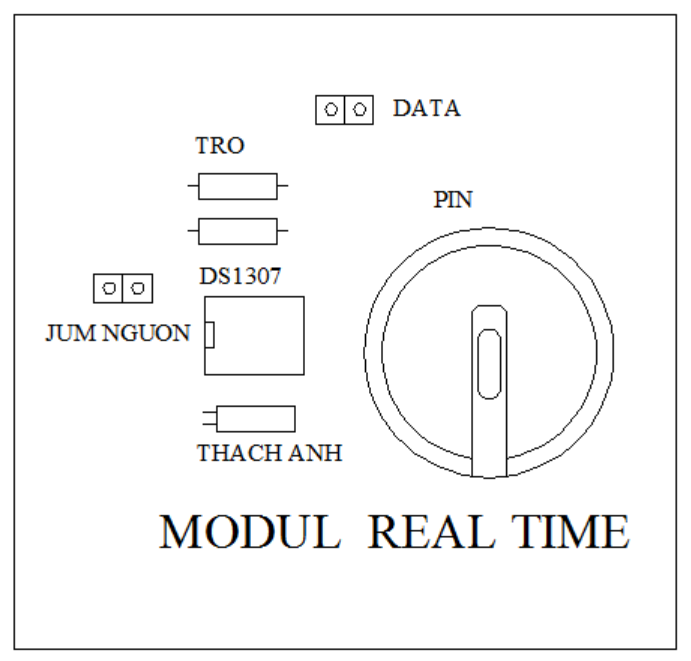 DATA
TRO
PIN
DS1307
JUM NGUON
THACH ANH
MODUL REAL TIME